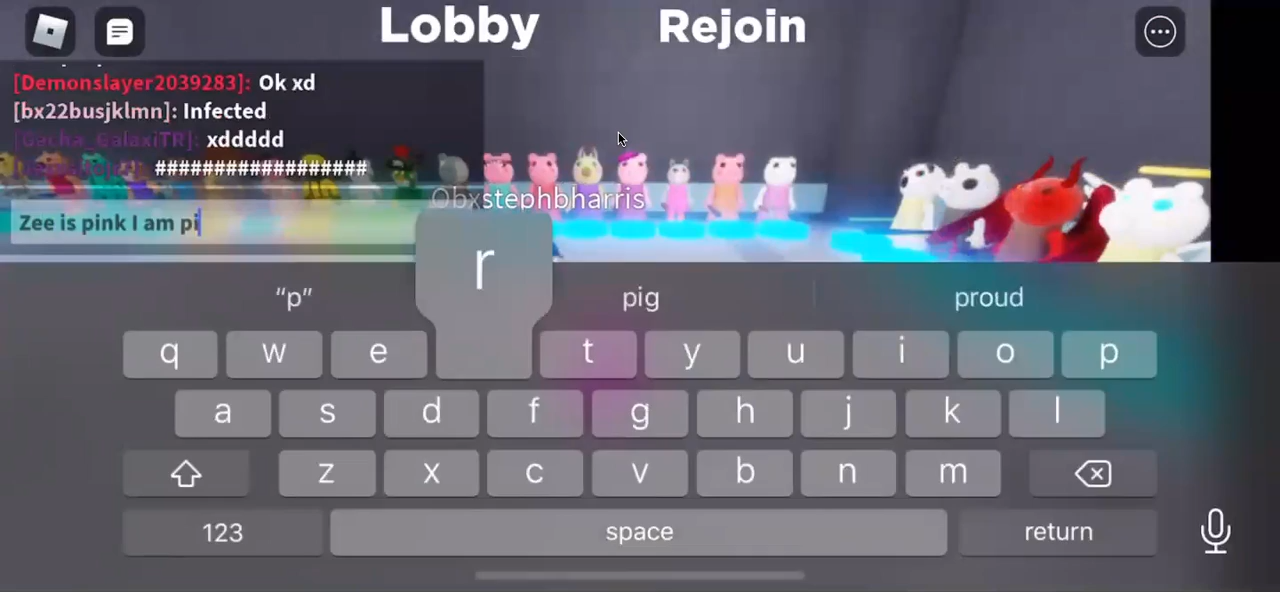 Lobby Rejoin
[Demonslayer2039283]: Ok xd
[bx22busjklmn]: Infected
[Gacha_GalaxiTR]: xddddd
#################
Obxstephbharris
Zee is pink I am pi
r
“p” pig proud
q w e t y u i o p
a s d f g h j k l
z x c v b n m
123 space return